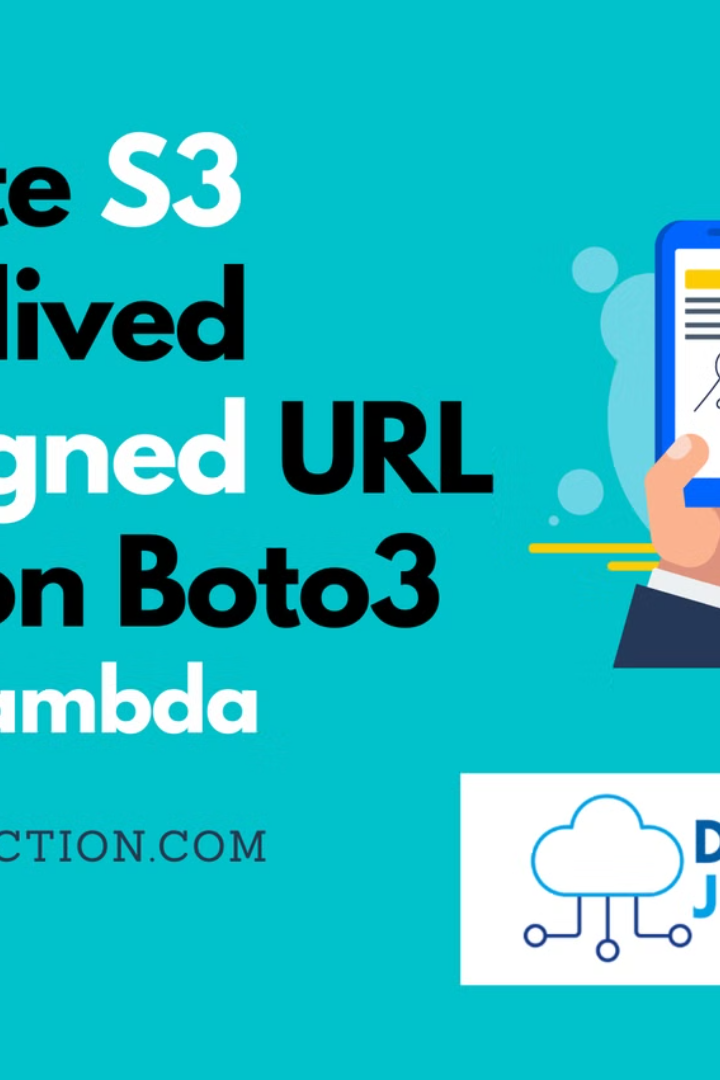 te S3
lived
gned URL
on Boto3
ambda
CTION.COM
D
J